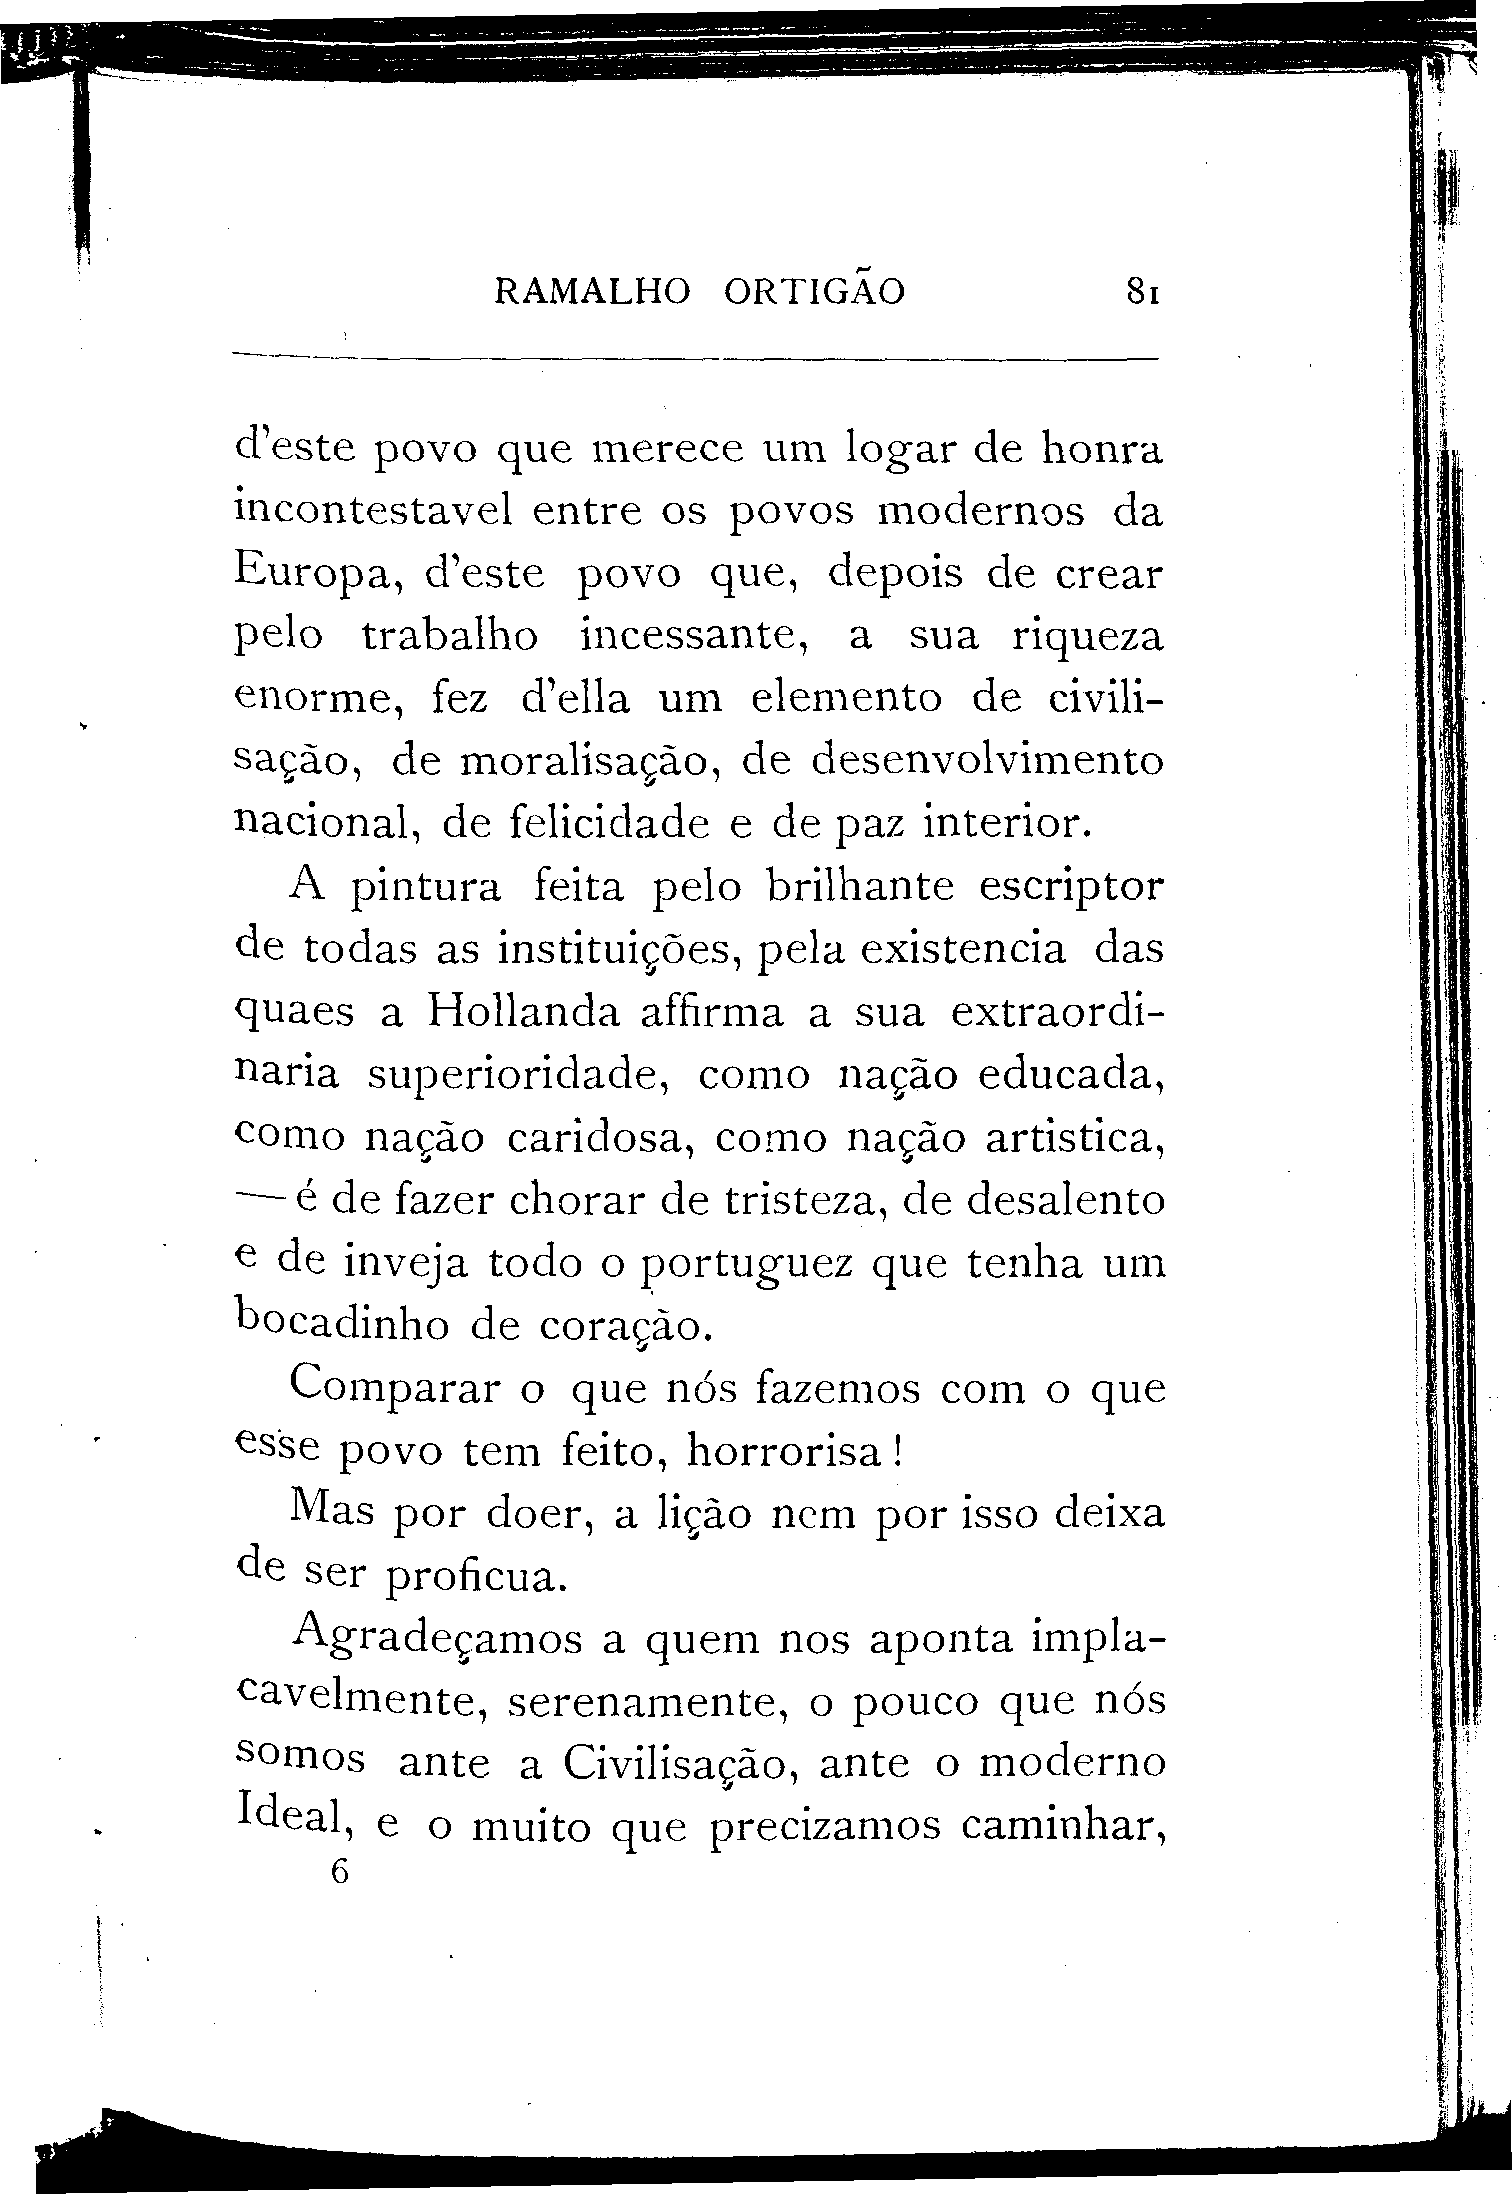 RAMALHO ORTIGÃO 81
d'este povo que merece um logar de honra
incontestavel entre os povos modernos da
Europa, d'este povo que, depois de crear
pelo trabalho incessante, a sua riqueza
enorme, fez d'ella um elemento de civili-
sação, de moralisação, de desenvolvimento
nacional, de felicidade e de paz interior.
A pintura feita pelo brilhante escriptor
de todas as instituições, pela existencia das
quaes a Hollanda affirma a sua extraordi-
naria superioridade, como nação educada,
como nação caridosa, como nação artistica,
— é de fazer chorar de tristeza, de desalento
e de inveja todo o portuguez que tenha um
bocadinho de coração.
Comparar o que nós fazemos com o que
esse povo tem feito, horrorisa!
Mas por doer, a lição nem por isso deixa
de ser proficua.
Agradeçamos a quem nos aponta impla-
cavelmente, serenamente, o pouco que nós
somos ante a Civilisação, ante o moderno
Ideal, e o muito que precizamos caminhar,
6